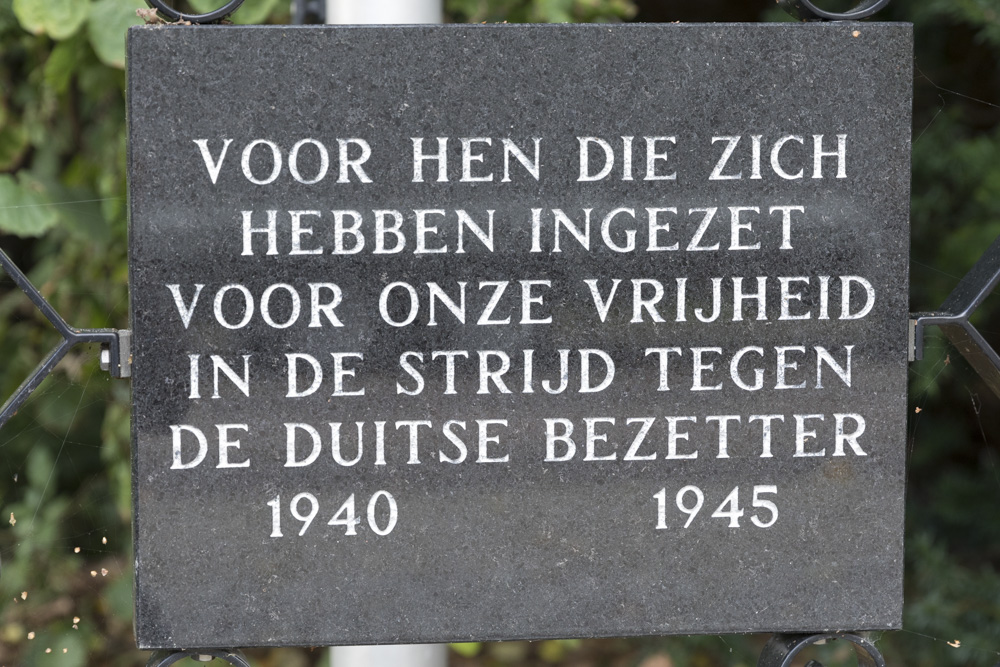 VOOR HEN DIE ZICH
HEBBEN INGEZET
VOOR ONZE VRIJHEID
IN DE STRIJD TEGEN
DE DUITSE BEZETTER
1940 1945